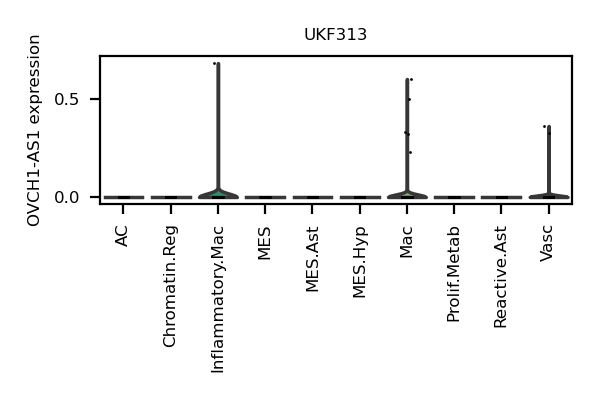 UKF313
OVCH1-AS1 expression
0.5
0.0
AC
Chromatin.Reg
Inflammatory.Mac
MES
MES.Ast
MES.Hyp
Mac
Prolif.Metab
Reactive.Ast
Vasc